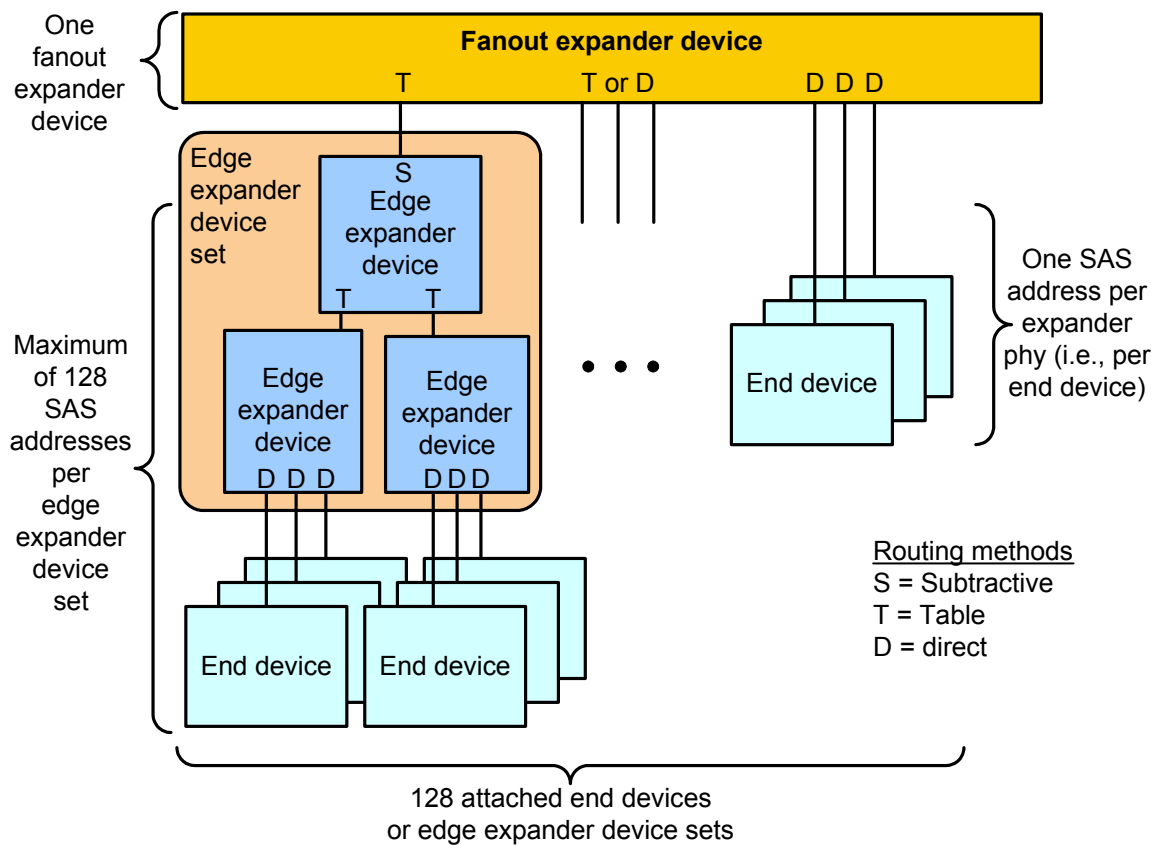 One
fanout
expander
device
Fanout expander device
T
T or D
D D D
Edge
expander
device
set
S
Edge
expander
device
T T
Edge
expander
device
D D D
Edge
expander
device
D D D
Maximum
of 128
SAS
addresses
per
edge
expander
device
set
End device
End device
End device
One SAS
address per
expander
phy (i.e., per
end device)
Routing methods
S = Subtractive
T = Table
D = direct
128 attached end devices
or edge expander device sets